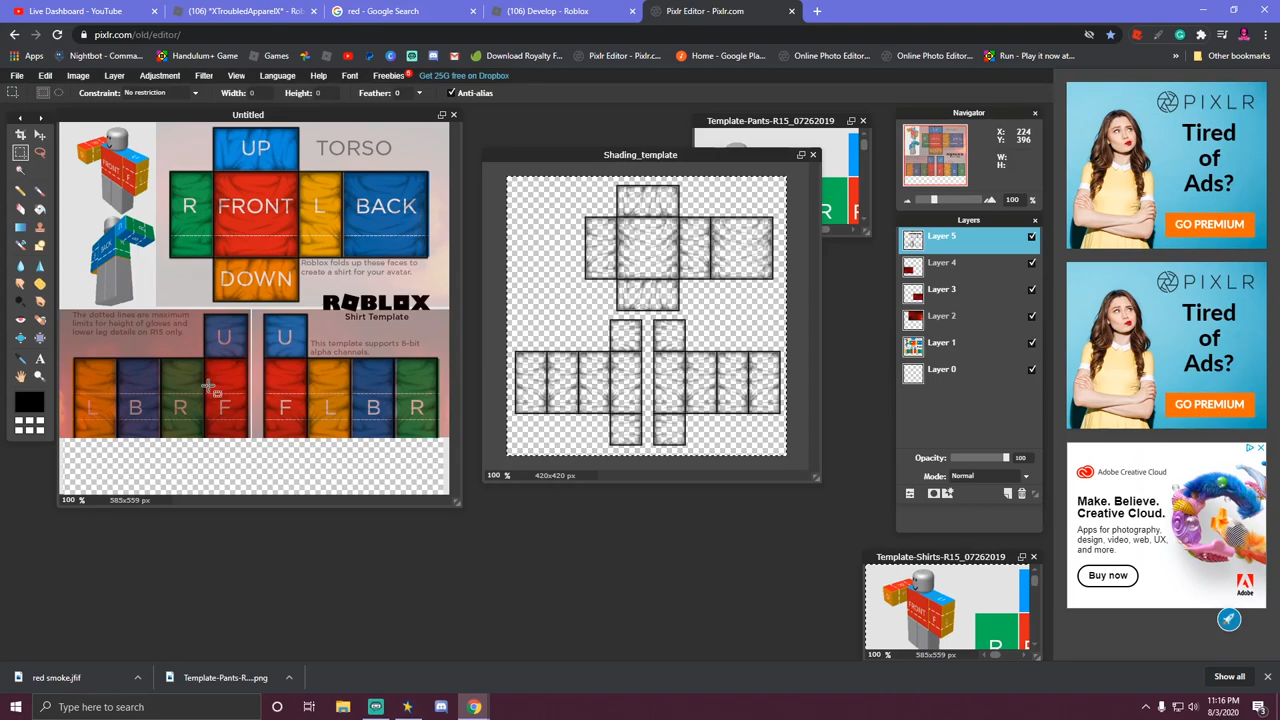 Live Dashboard - YouTube
(106) *XTroubledApparelX* - Roblox
red - Google Search
(106) Develop - Roblox
Pixlr Editor - Pixlr.com
pixlr.com/old/editor/
Apps
Nightbot - Comma...
Handulum+ Game
Games
Download Royalty F...
Pixlr Editor - Pixlr.c...
Home - Game - Pla...
Online Photo Editor...
Online Photo Editor...
Run | Play it now at...
»
Other bookmarks
File Edit Image Layer Adjustment Filter View Language Help Font Freebies Get 25G free on Dropbox
Constraint: No restriction Width: 0 Height: 0 Feather: 0 Anti-alias
Untitled
UP TORSO
R FRONT L BACK
DOWN
FRONT F
BACK
Roblox folds up these faces to
create a shirt for your avatar.
ROBLOX
Shirt Template
The dotted lines are maximum
limits for height of gloves and
lower leg details on R15 only.
U U
This template supports 8-bit
alpha channels.
L B R F F L B R
100 % 585x559 px
Template-Pants-R15_07262019
Shading_template
R F
100 % 420x420 px
Navigator
X: 224
Y: 396
W:
H:
100 %
Layers
Layer 5
Layer 4
Layer 3
Layer 2
Layer 1
Layer 0
Opacity: 100
Mode: Normal
Template-Shirts-R15_07262019
FRONT F
R
100 % 585x559 px
PIXLR
Tired
of
Ads?
GO PREMIUM
PIXLR
Tired
of
Ads?
GO PREMIUM
Adobe Creative Cloud
Make. Believe.
Creative Cloud.
Apps for photography,
design, video, web, UX,
and more.
Buy now
Adobe
red smoke.jfif
Template-Pants-R....png
Show all
Type here to search
11:16 PM
8/3/2020